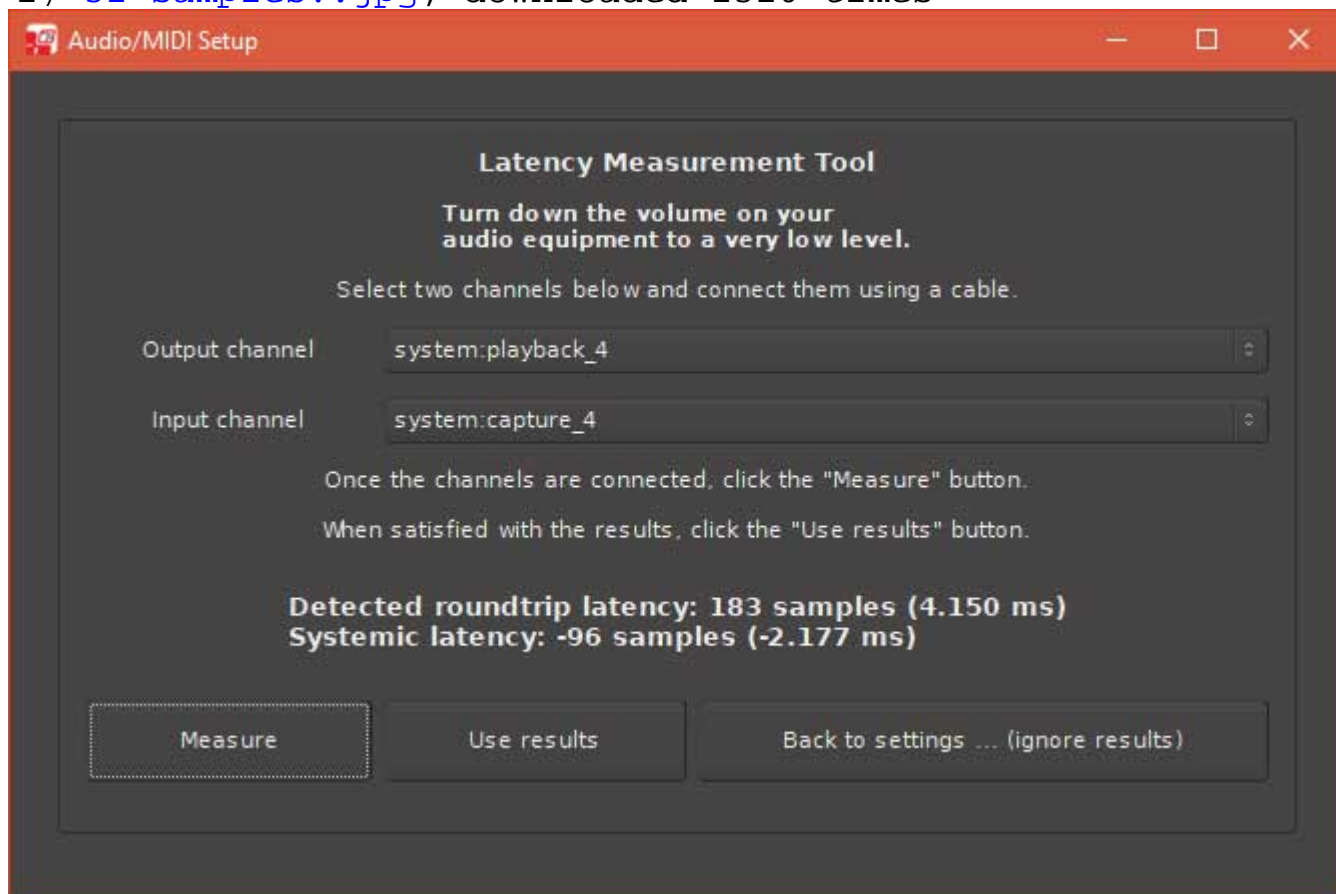 Audio/MIDI Setup
Latency Measurement Tool
Turn down the volume on your
audio equipment to a very low level.
Select two channels below and connect them using a cable.
Output channel system:playback_4
Input channel system:capture_4
Once the channels are connected, click the "Measure" button.
When satisfied with the results, click the "Use results" button.
Detected roundtrip latency: 183 samples (4.150 ms)
Systemic latency: -96 samples (-2.177 ms)
Measure Use results Back to settings ... (ignore results)